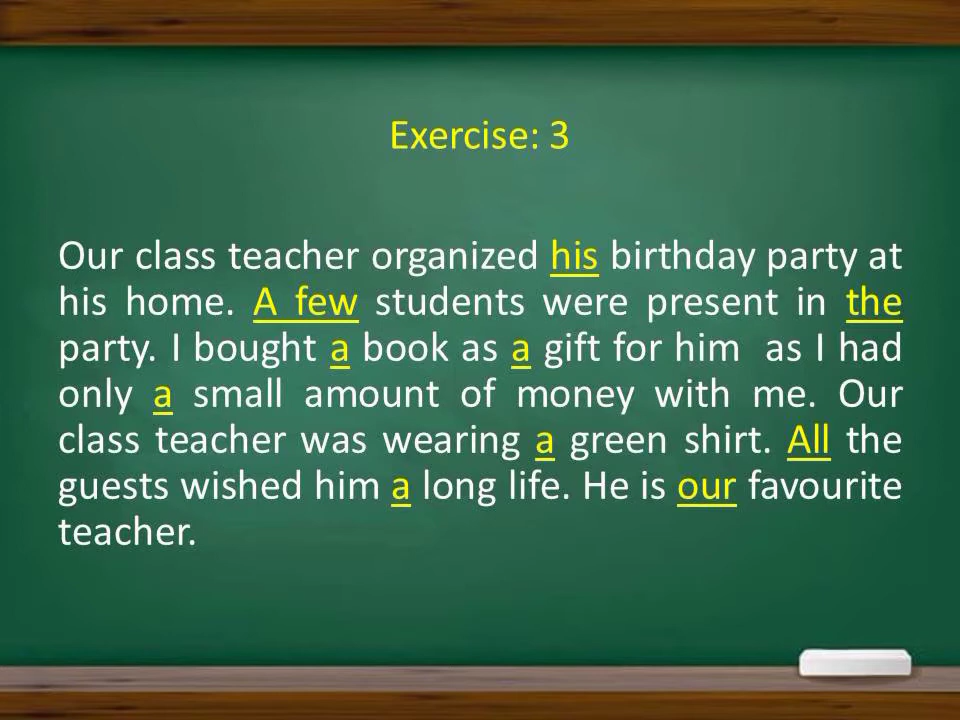 Exercise: 3
Our class teacher organized his birthday party at
his home. A few students were present in the
party. I bought a book as a gift for him  as I had
only a small amount of money with me. Our
class teacher was wearing a green shirt. All the
guests wished him a long life. He is our favourite
teacher.